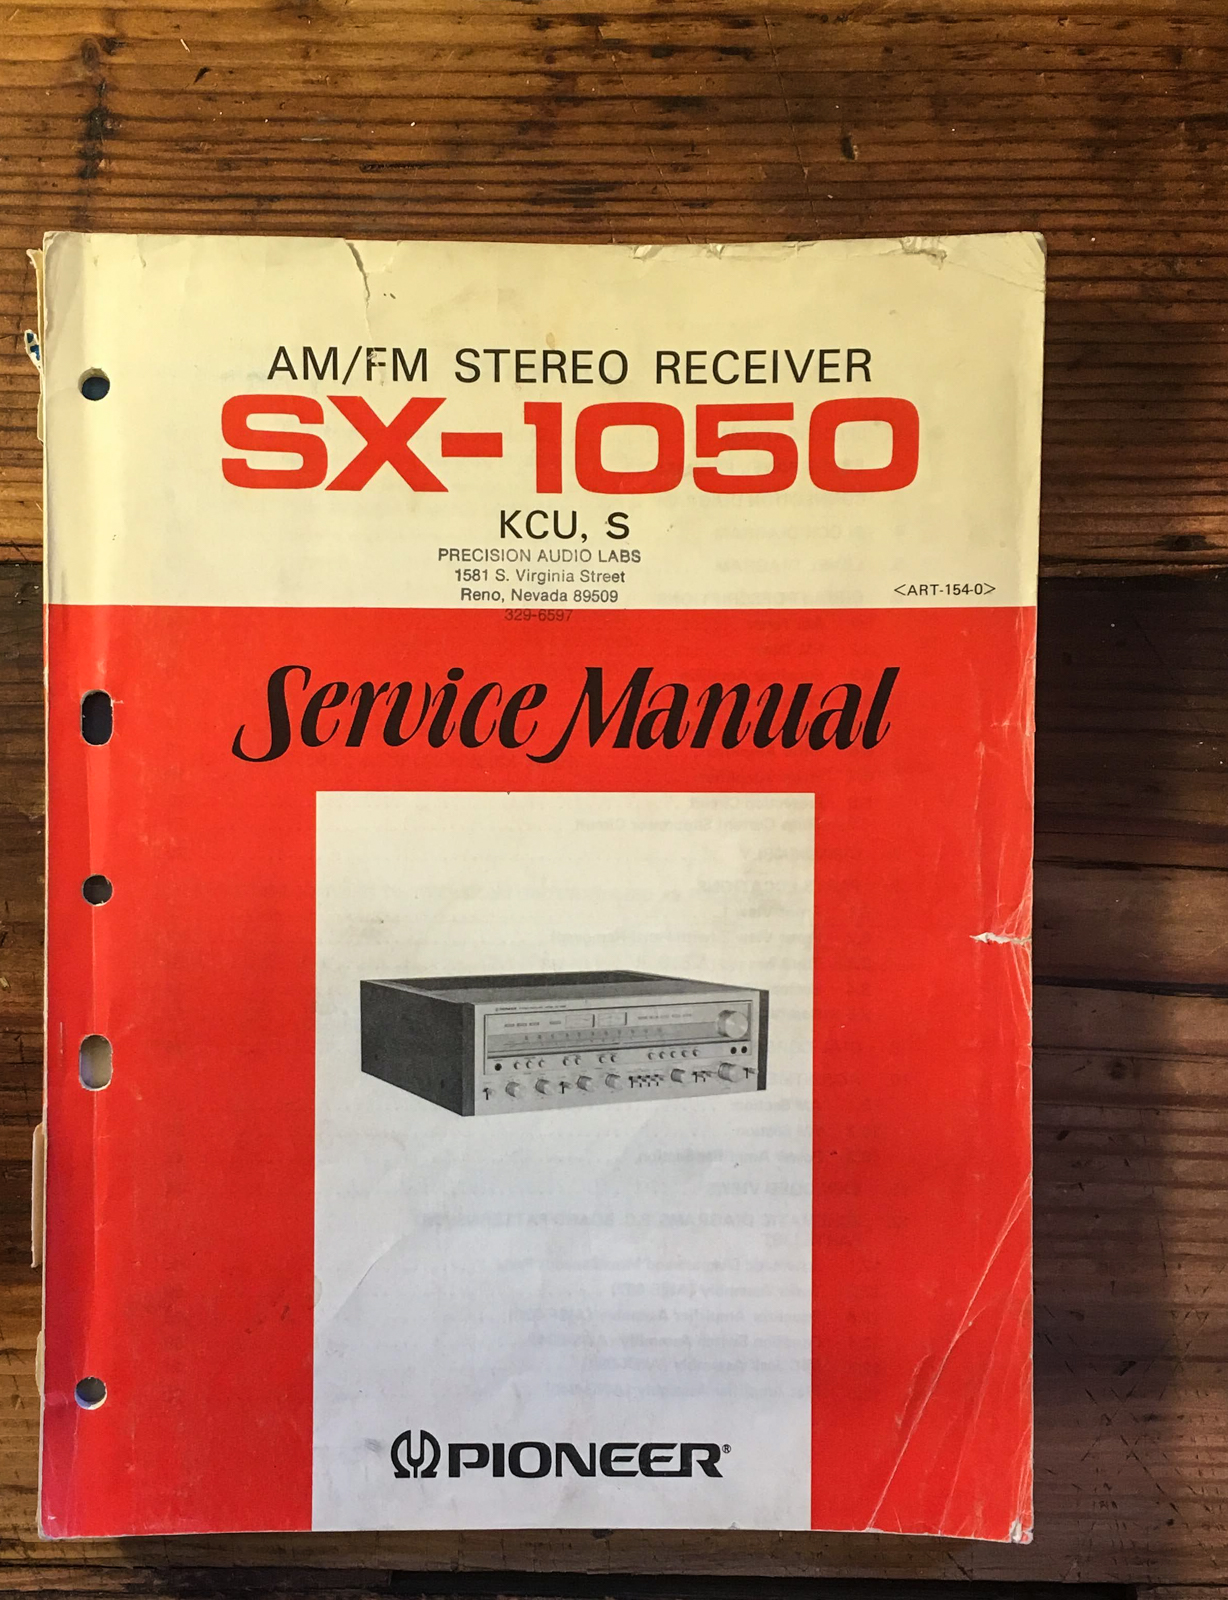 AM/FM STEREO RECEIVER
SX-1050
KCU, S
PRECISION AUDIO LABS
1581 S. Virginia Street
Reno, Nevada 89509
329-6597
<ART-154-0>
Service Manual
PIONEER®